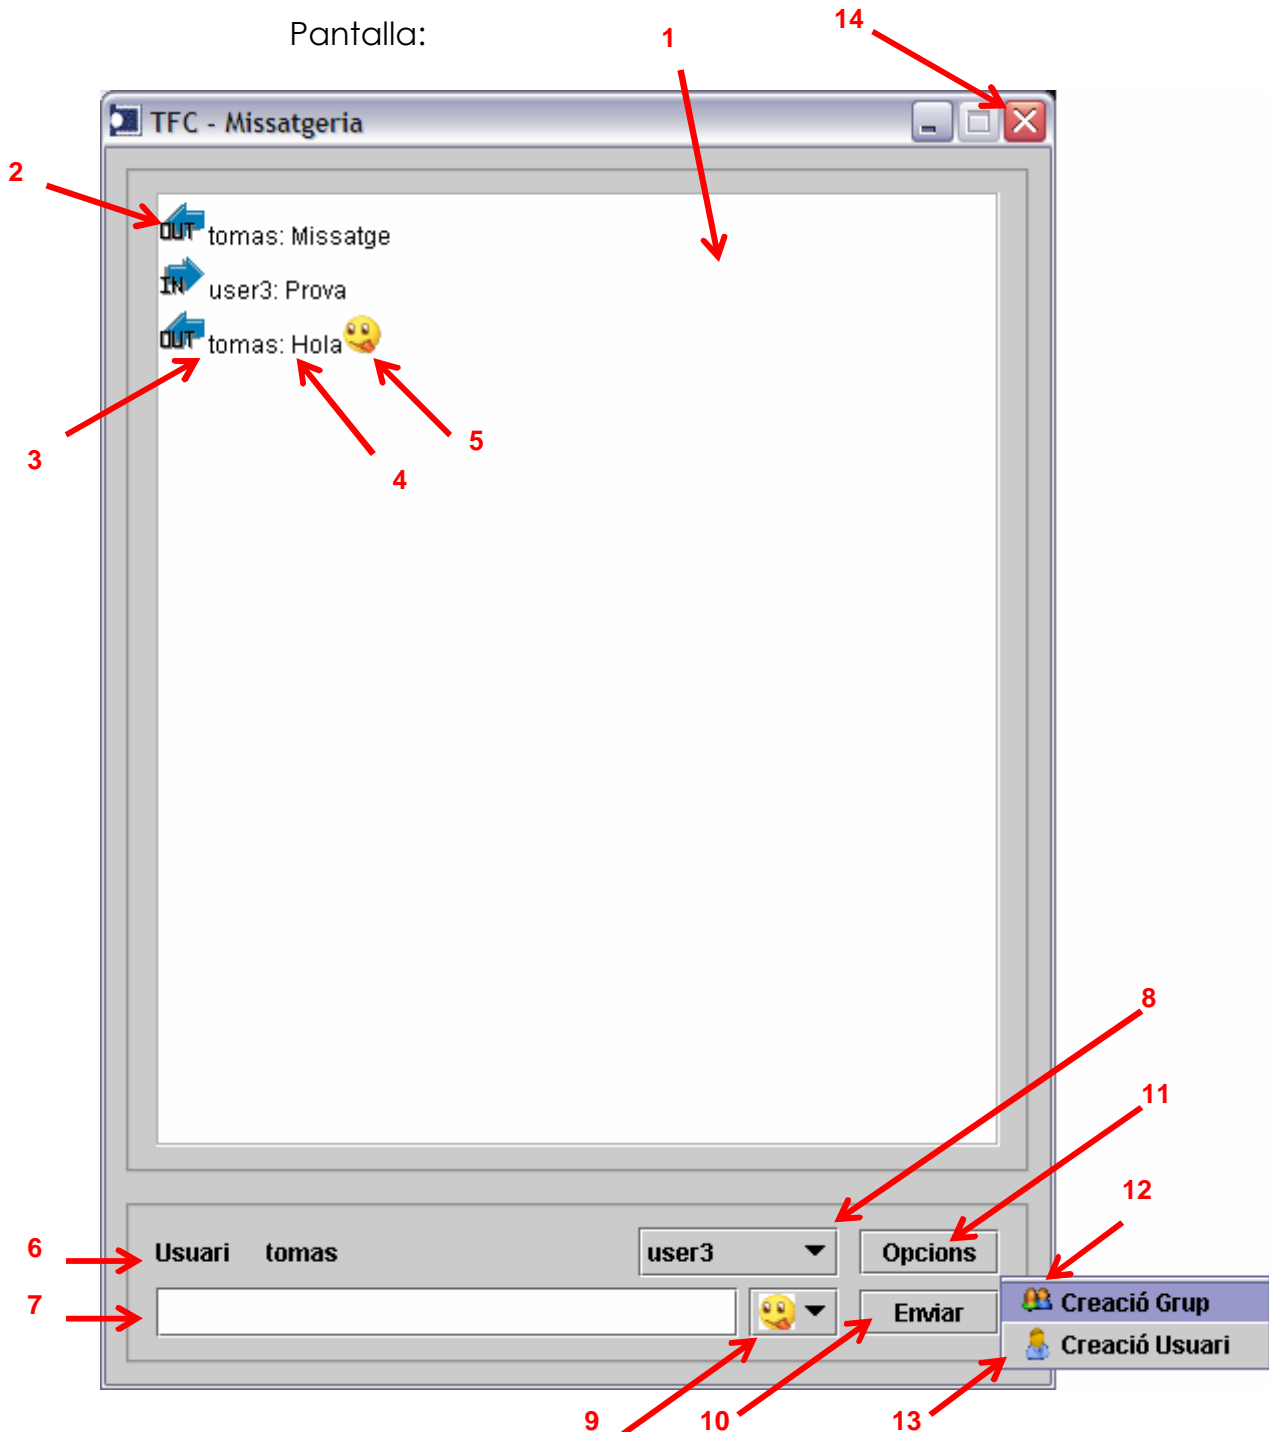 Pantalla:
1
14
TFC - Missatgeria
2
OUT tomas: Missatge
IN user3: Prova
OUT tomas: Hola
3
4
5
8
11
12
6
Usuari tomas user3 Opcions
7
Enviar
Creació Grup
Creació Usuari
9
10
13